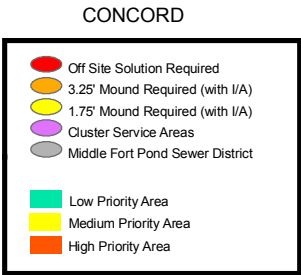 CONCORD
Off Site Solution Required
3.25' Mound Required (with I/A)
1.75' Mound Required (with I/A)
Cluster Service Areas
Middle Fort Pond Sewer District
Low Priority Area
Medium Priority Area
High Priority Area